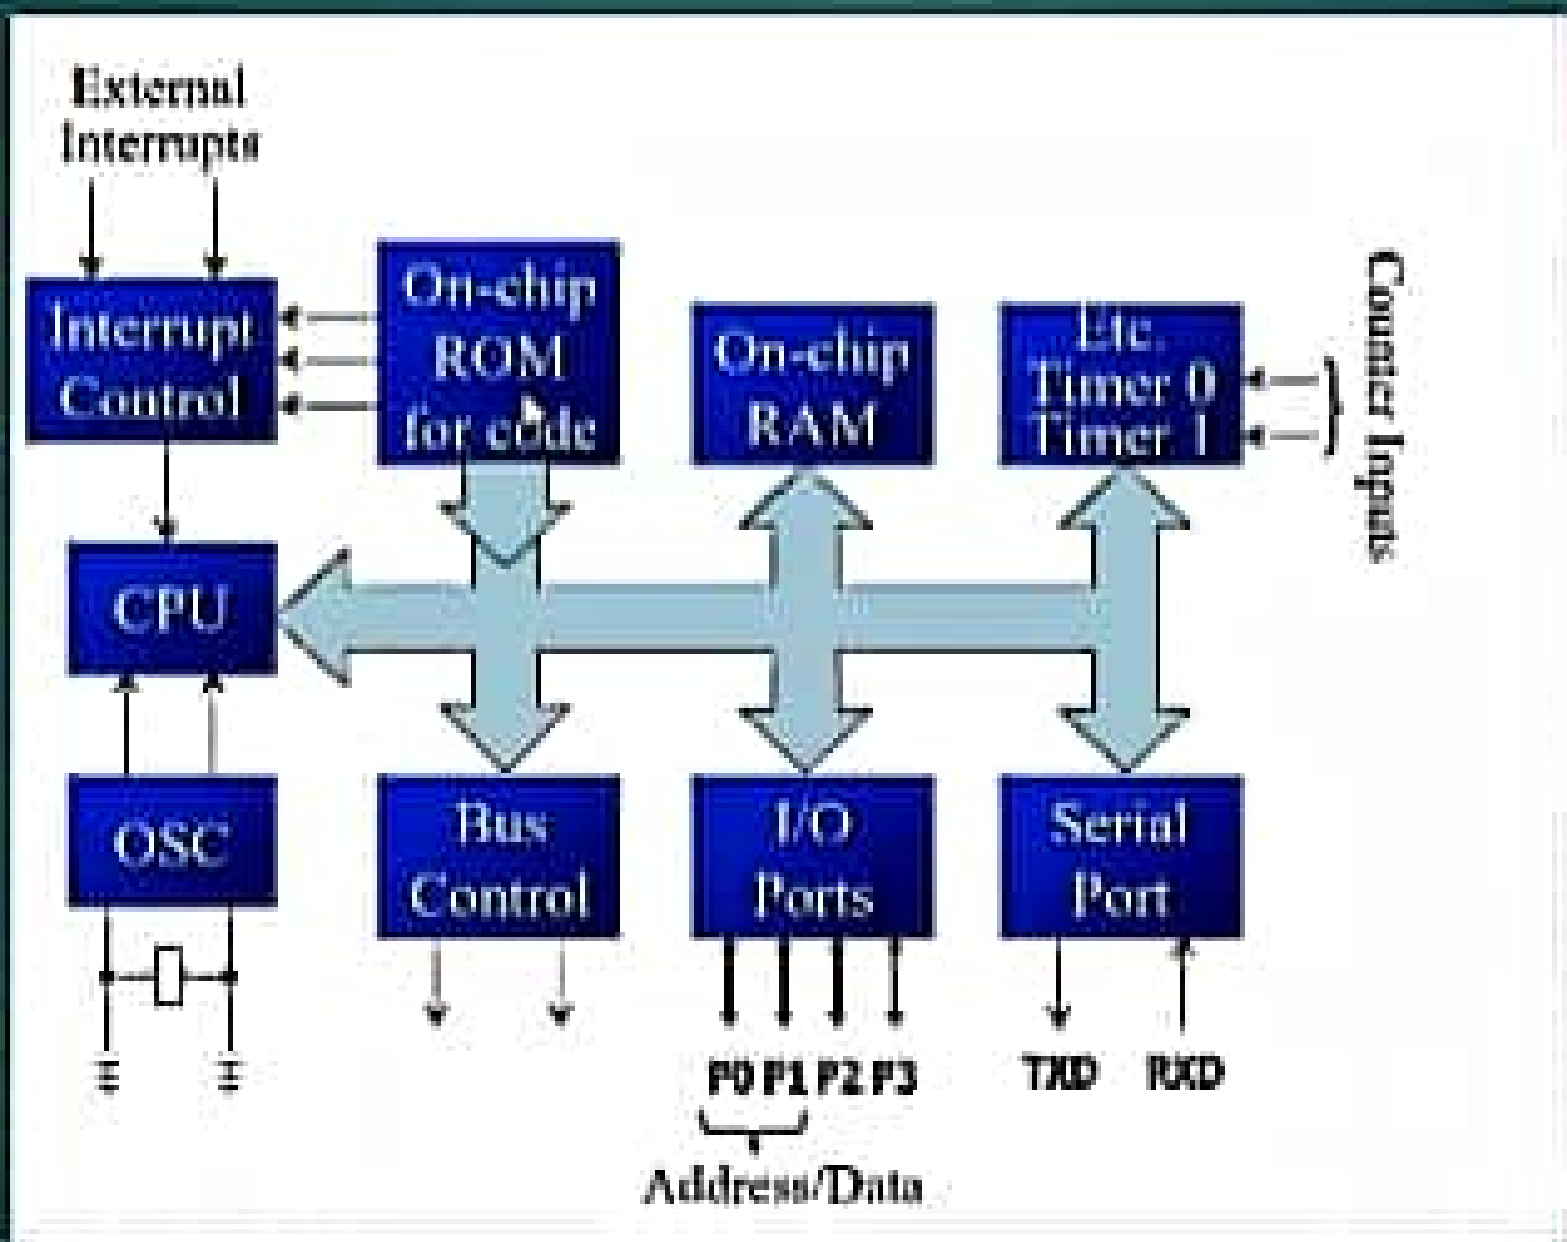 External
Interrupts
Interrupt
Control
On-chip
ROM
for code
On-chip
RAM
Etc.
Timer 0
Timer 1
Counter Inputs
CPU
OSC
Bus
Control
I/O
Ports
Serial
Port
P0 P1 P2 P3
TXD RXD
Address/Data